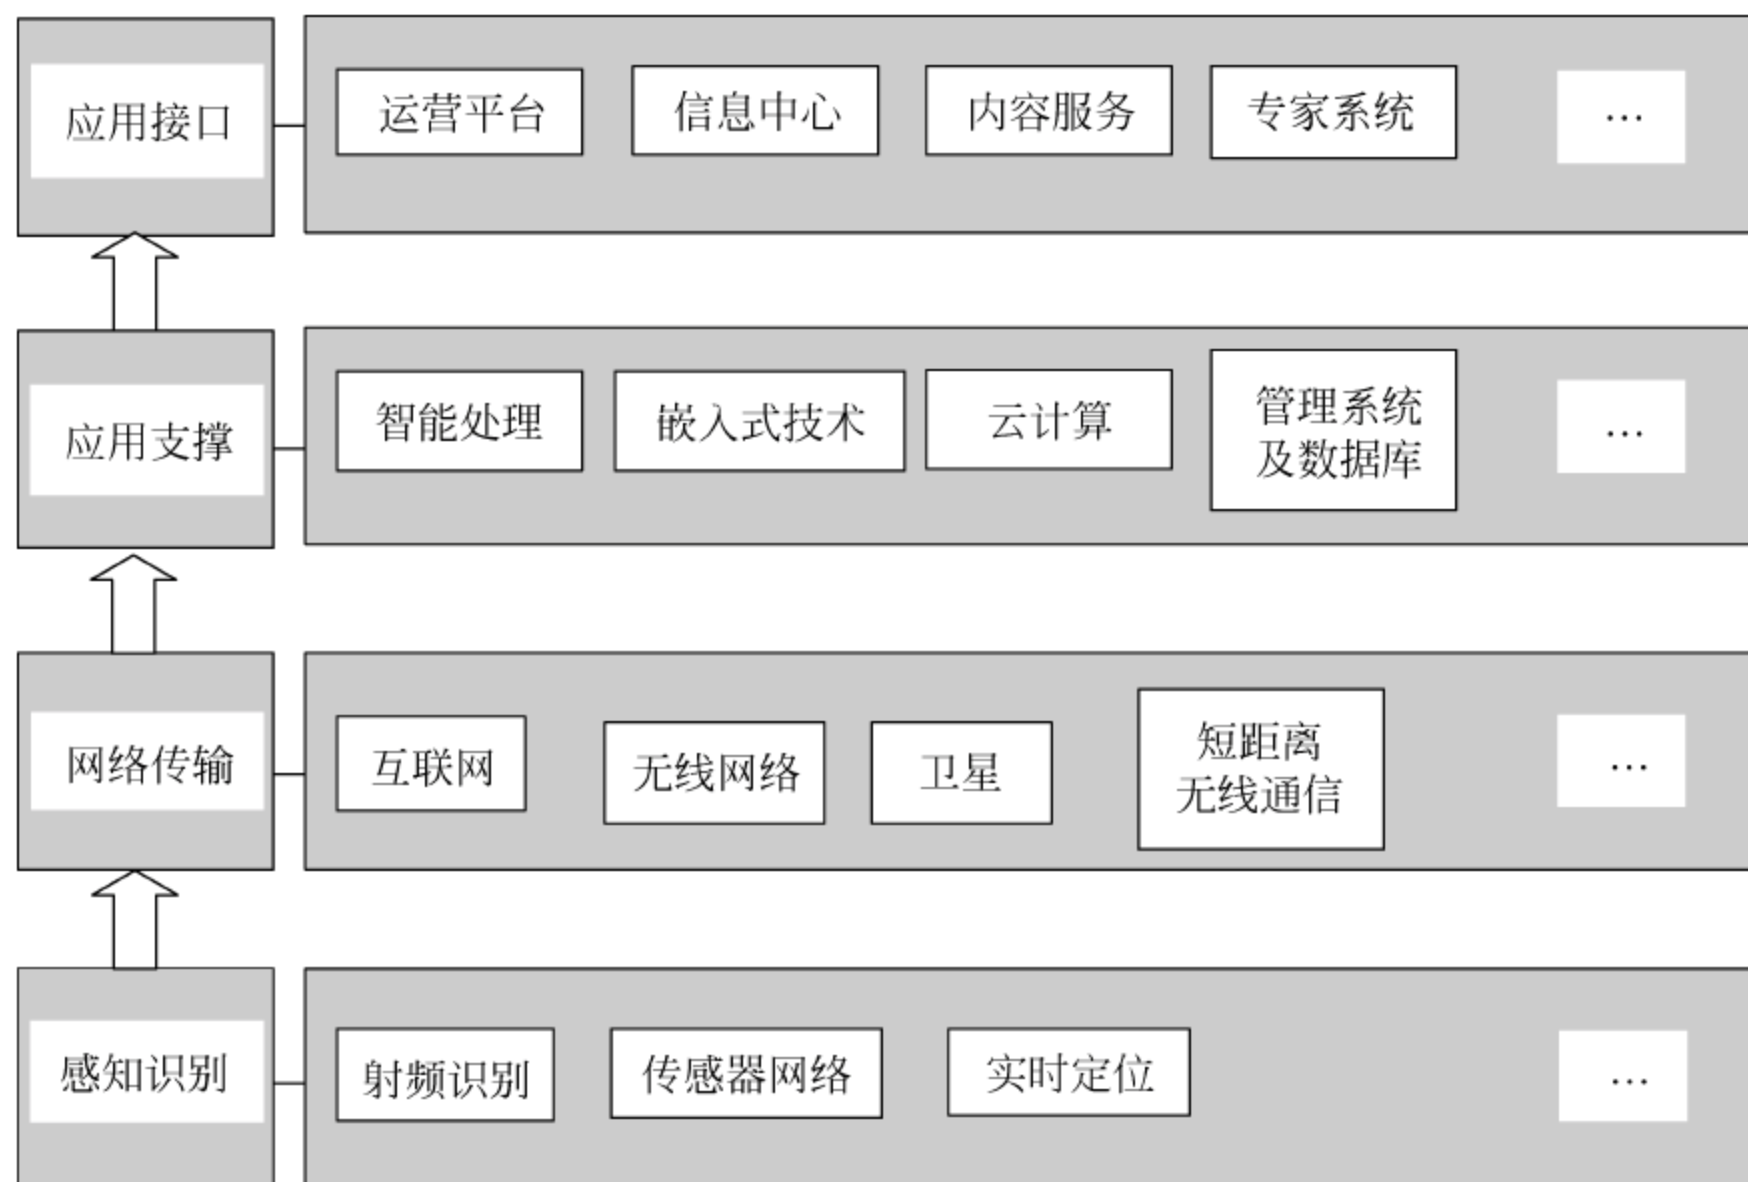 应用接口
运营平台
信息中心
内容服务
专家系统
…
应用支撑
智能处理
嵌入式技术
云计算
管理系统
及数据库
…
网络传输
互联网
无线网络
卫星
短距离
无线通信
…
感知识别
射频识别
传感器网络
实时定位
…